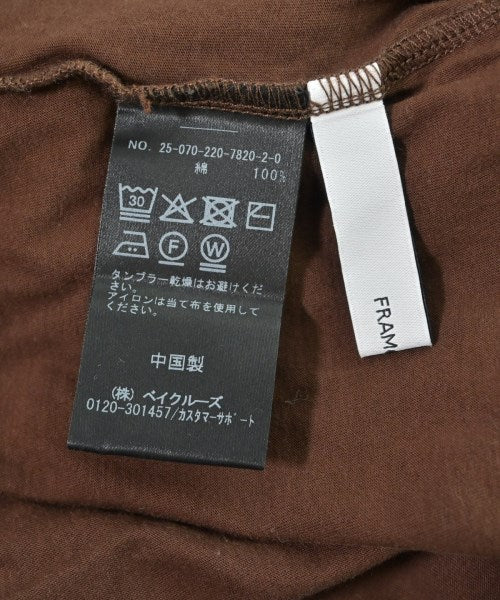 NO. 25-070-220-7820-2-0
綿 100%
30
F W
タンブラー乾燥はお避けくだ
さい。
アイロンは当て布を使用して
ください。
中国製
(株) ベイクルーズ
0120-301457/カスタマーサポート
FRAM